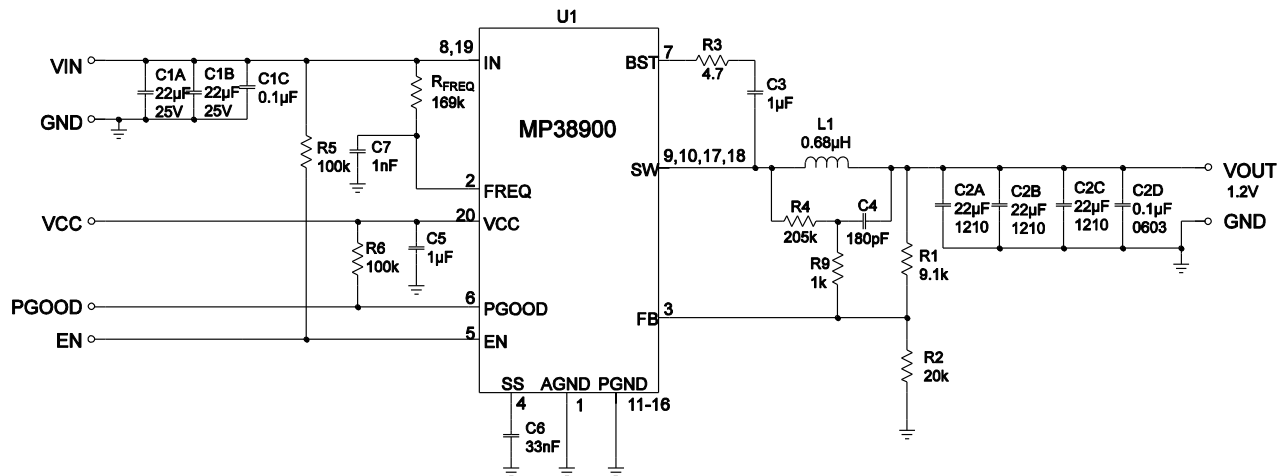 U1
MP38900
VIN
GND
C1A
22µF
25V
C1B
22µF
25V
C1C
0.1µF
8,19
IN
RFREQ
169k
C7
1nF
R5
100k
2
FREQ
VCC
20
VCC
R6
100k
C5
1µF
PGOOD
6
PGOOD
EN
5
EN
SS
4
C6
33nF
AGND
1
PGND
11-16
BST
7
R3
4.7
C3
1µF
SW
9,10,17,18
L1
0.68µH
R4
205k
C4
180pF
R9
1k
R1
9.1k
FB
3
R2
20k
C2A
22µF
1210
C2B
22µF
1210
C2C
22µF
1210
C2D
0.1µF
0603
VOUT
1.2V
GND